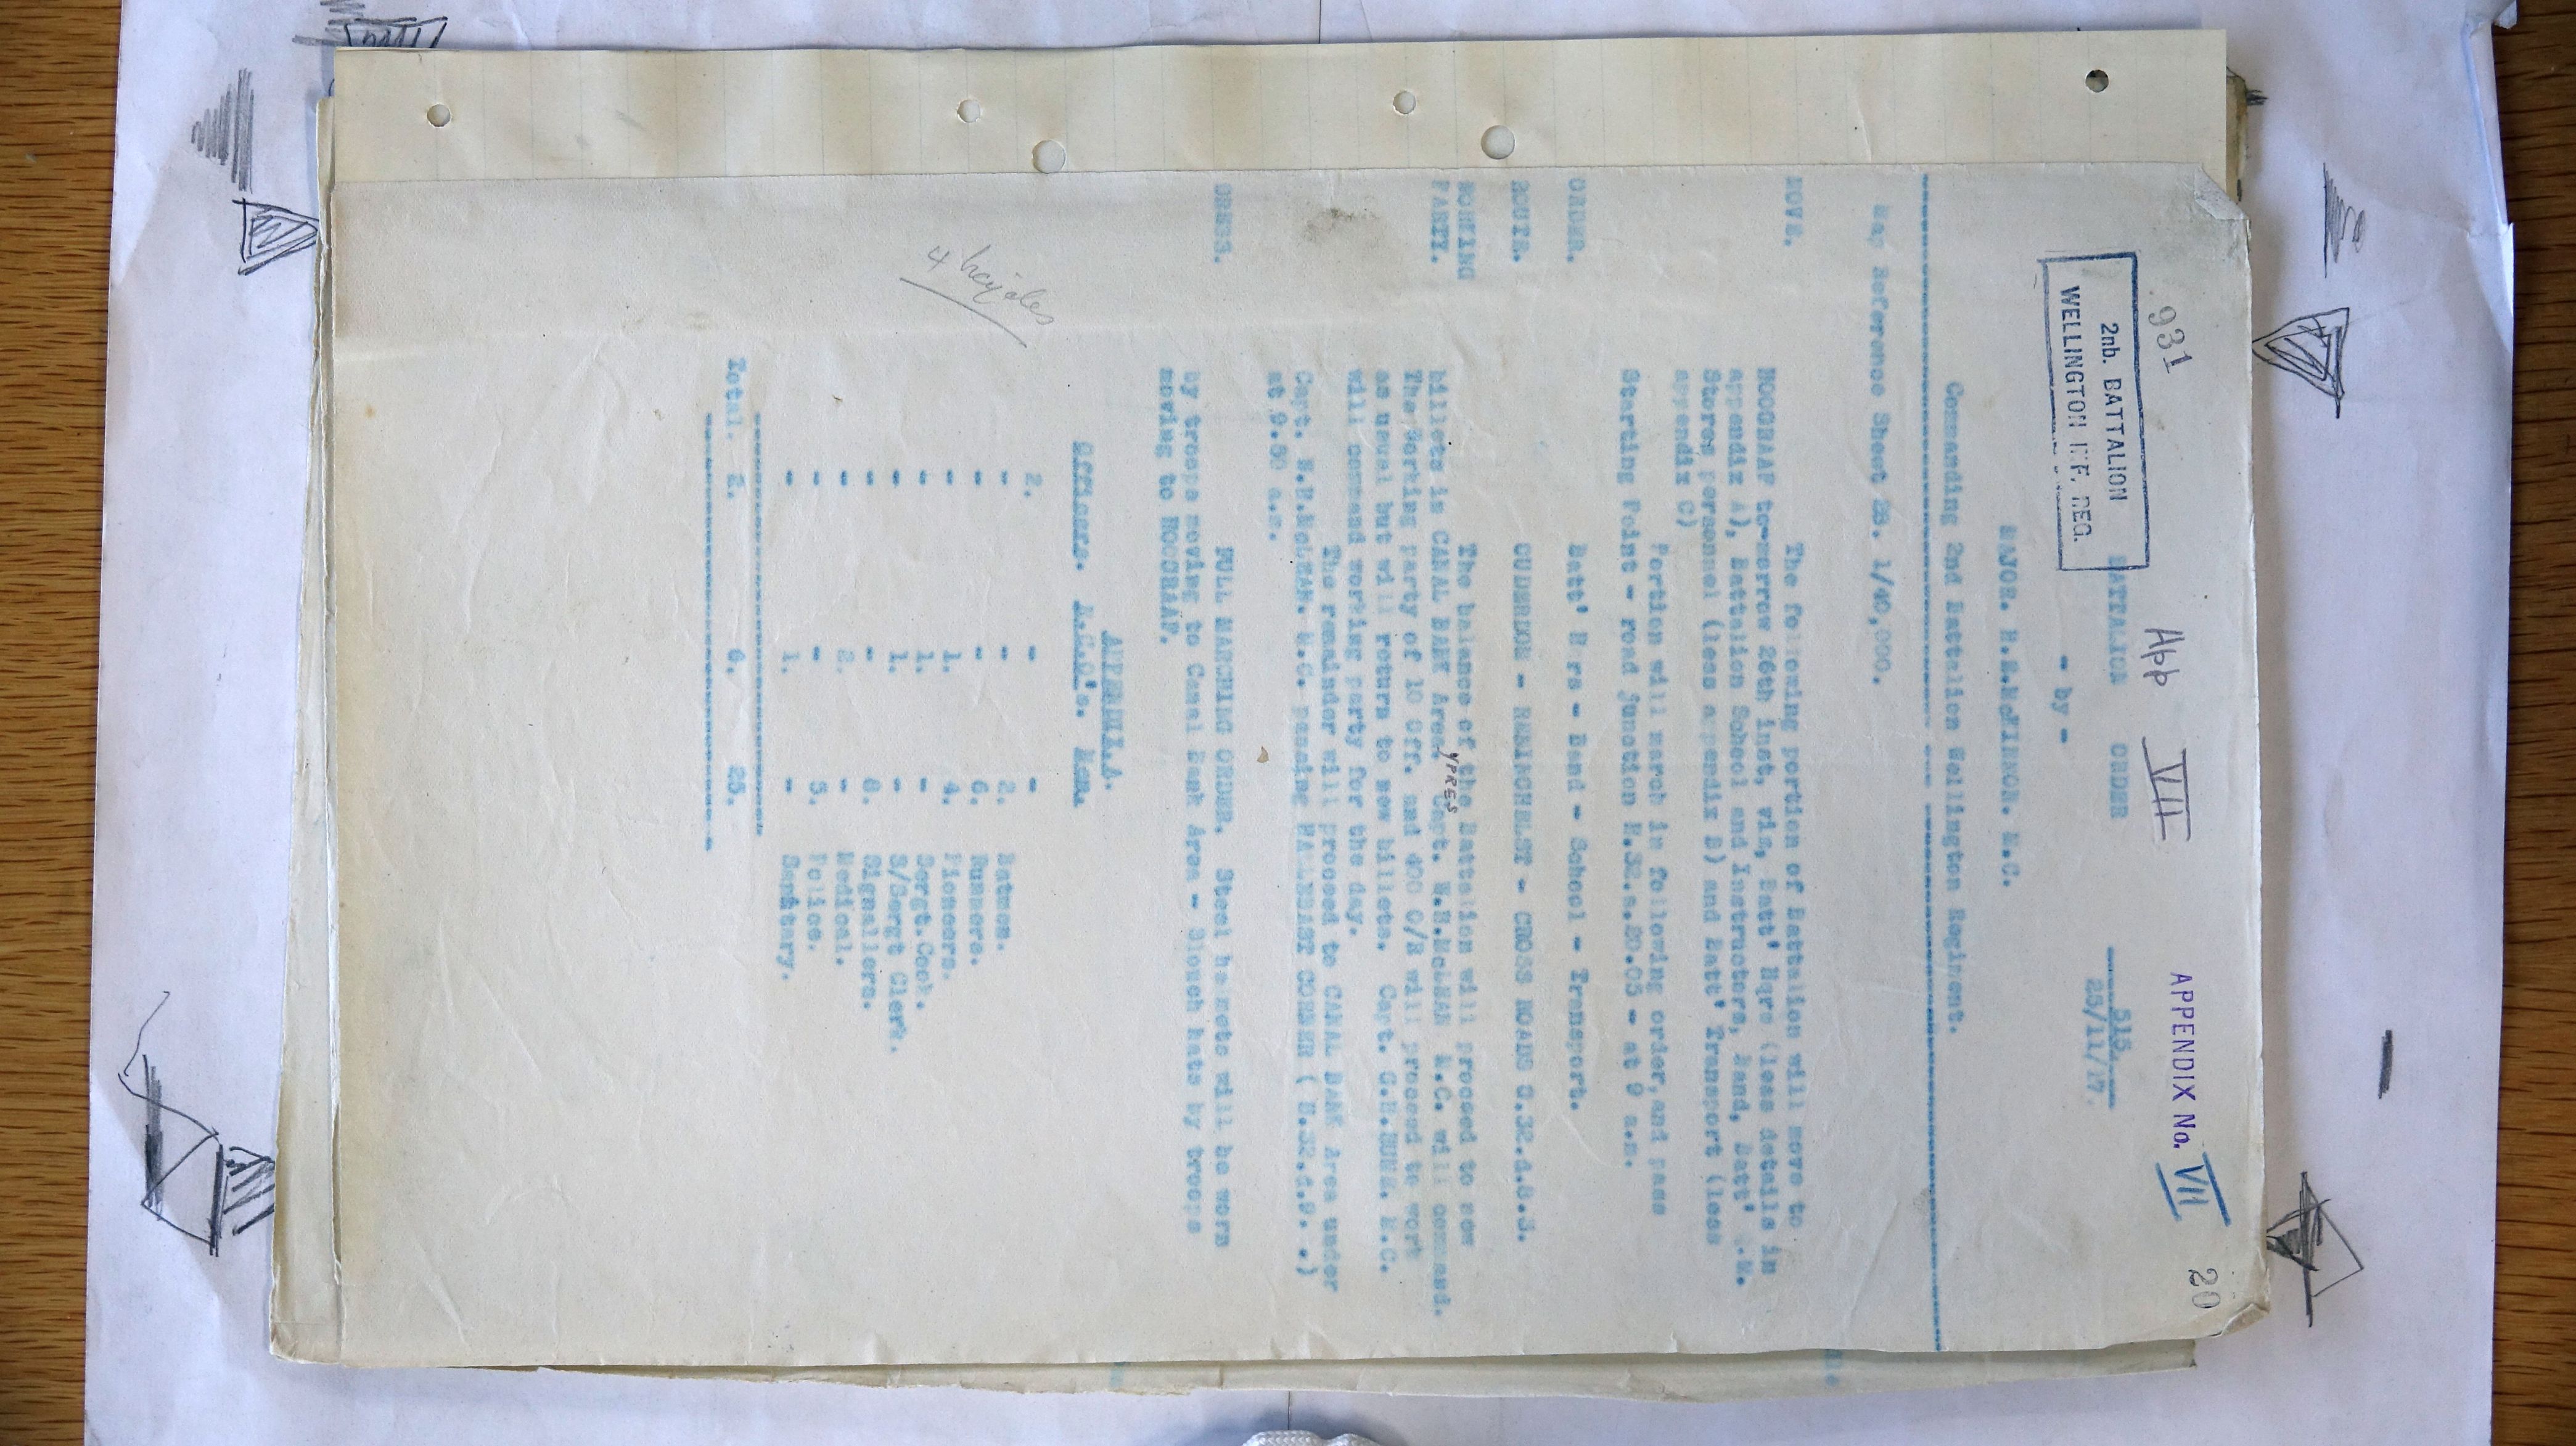 931
App VII
APPENDIX No. VII
20
2nb. BATTALION
WELLINGTON INF. REG.
BATTALION ORDER
515.
25/11/17.
- by -
MAJOR. H.E.McKINNON. M.C.
Commanding 2nd Battalion Wellington Regiment.
Map Reference Sheet 28. 1/40,000.
MOVE.
The following portion of Battalion will move to
HOOGRAAF to-morrow 26th inst, viz, Batt' Hqrs (less details in
appendix A), Battalion School and Instructors, Band, Batt' .M.
Stores personnel (less appendix B) and Batt' Transport (less
appendix C)
Portion will march in following order, and pass
Starting Point - road junction H.32.a.20.05 - at 9 a.m.
ORDER.
Batt' H rs - Band - School - Transport.
ROUTE.
OUDERDOM - RENINGHELST - CROSS ROADS G.32.d.8.3.
WORKING
PARTY.
The balance of the Battalion will proceed to new
YPRES
billets in CANAL BANK Area Capt. N.H.McLEAN M.C. will command.
The working party of 10 Off. and 400 O/R will proceed to work
as usual but will return to new billets. Capt. G.H.HUME. M.C.
will command working party for the day.
The remainder will proceed to CANAL BANK Area under
Capt. McLEAN. M.C. passing HALLEBAST CORNER
at 9.50 a.m.
DRESS.
FULL MARCHING ORDER. Steel helmets will be worn
by troops moving to Canal Bank Area - Slouch hats by troops
moving to HOOGRAAF.
4 bicycles
APPENDIX.A.
Officers. N.C.O's. Men.
2. - -
- - 2. Batmen.
- - 6. Runners.
- 1. 4. Pioneers.
- 1. - Sergt.Cook.
- 1. - S/Sergt Clerk.
- - 8. Signallers.
- 2. - Medical.
- - 5. Police.
- 1. - Sanitary.
Total. 2. 6. 25.